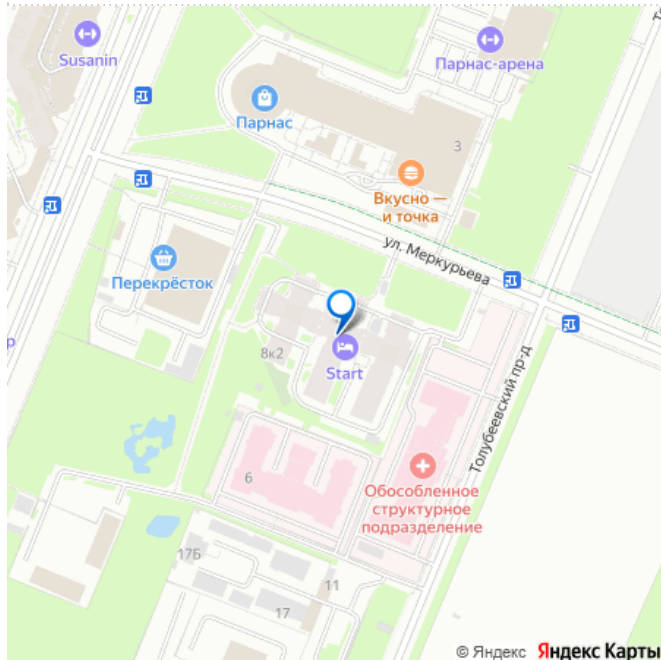 Susanin
Парнас-арена
Парнас
3
Вкусно —
и точка
ул. Меркурьева
Перекрёсток
8к2
Start
Толубеевский пр-д
6
Обособленное
структурное
подразделение
17Б
11
17
© Яндекс Яндекс Карты